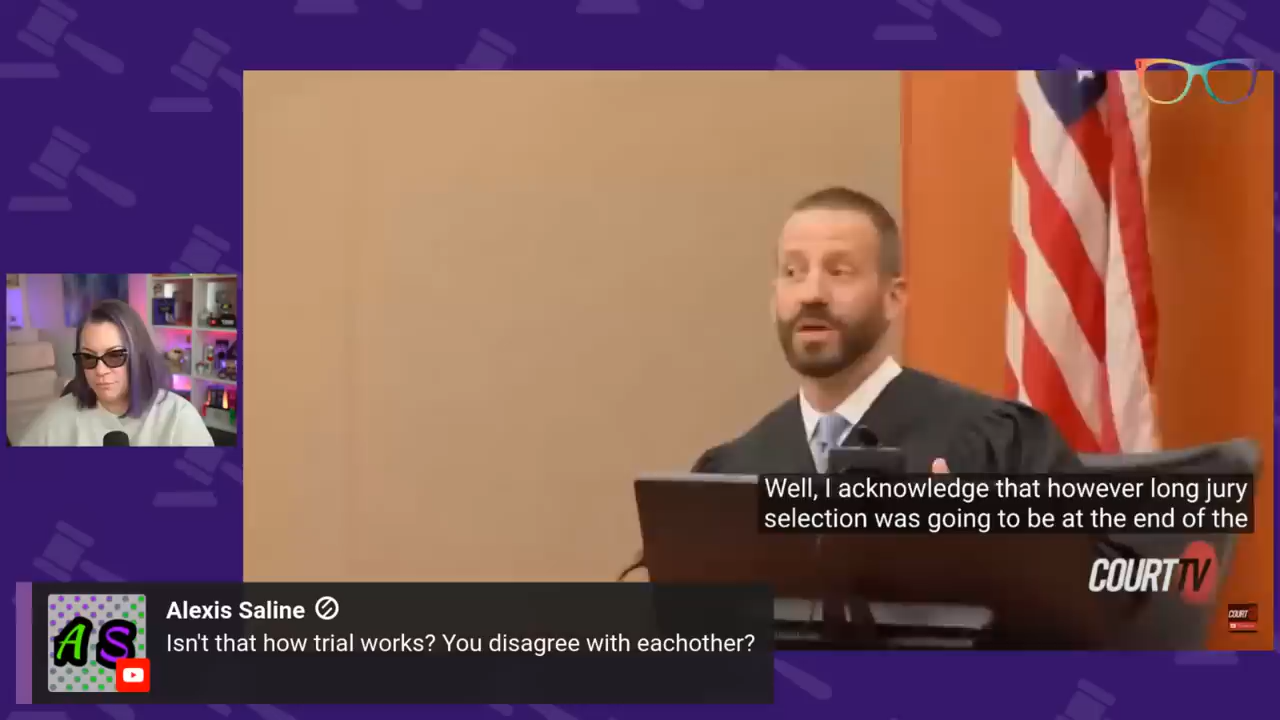 Well, I acknowledge that however long jury
selection was going to be at the end of the
COURT TV
COURT
Alexis Saline
Isn't that how trial works? You disagree with eachother?
AS